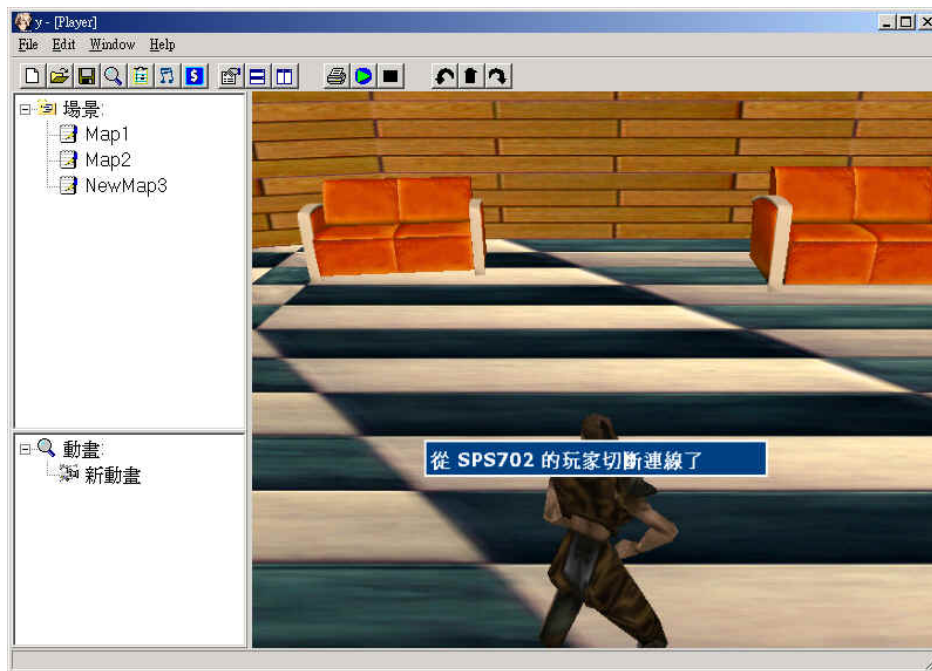 y - [Player]
File Edit Window Help
場景:
Map1
Map2
NewMap3
動畫:
新動畫
從 SPS702 的玩家切斷連線了